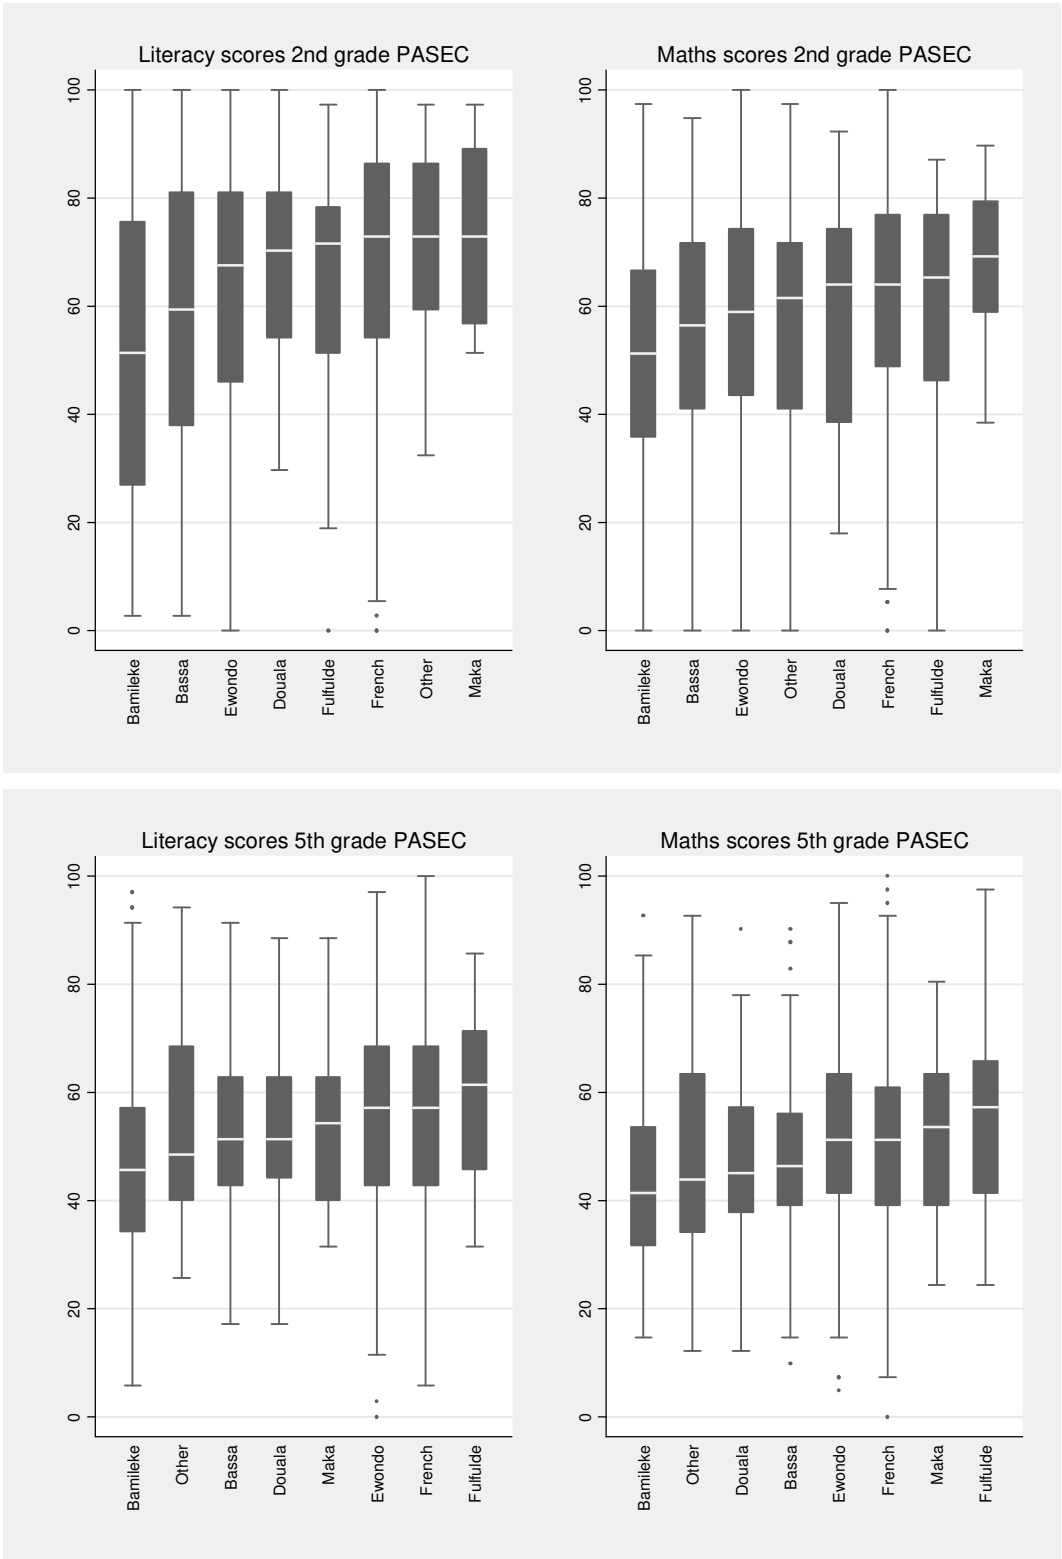 Literacy scores 2nd grade PASEC
100
80
60
40
20
0
Bamileke
Bassa
Ewondo
Douala
Fulfulde
French
Other
Maka
Maths scores 2nd grade PASEC
100
80
60
40
20
0
Bamileke
Bassa
Ewondo
Other
Douala
French
Fulfulde
Maka
Literacy scores 5th grade PASEC
100
80
60
40
20
0
Bamileke
Other
Bassa
Douala
Maka
Ewondo
French
Fulfulde
Maths scores 5th grade PASEC
100
80
60
40
20
0
Bamileke
Other
Douala
Bassa
Ewondo
French
Maka
Fulfulde